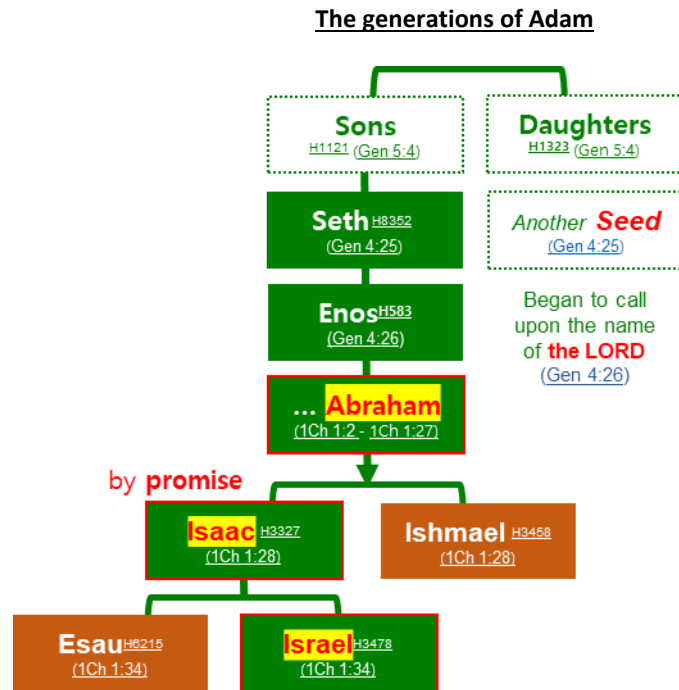 The generations of Adam
Sons
H1121 (Gen 5:4)
Daughters
H1323 (Gen 5:4)
Seth H8352
(Gen 4:25)
Another Seed
(Gen 4:25)
Enos H583
(Gen 4:26)
Began to call
upon the name
of the LORD
(Gen 4:26)
... Abraham
(1Ch 1:2 - 1Ch 1:27)
by promise
Isaac H3327
(1Ch 1:28)
Ishmael H3458
(1Ch 1:28)
Esau H6215
(1Ch 1:34)
Israel H3478
(1Ch 1:34)